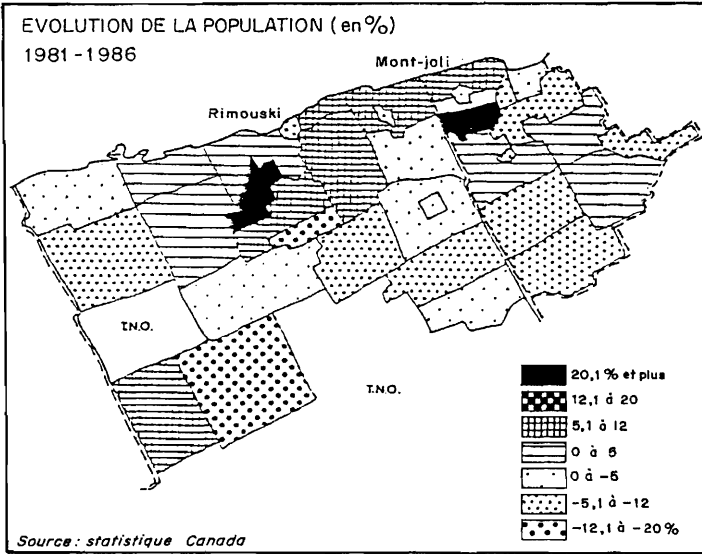 EVOLUTION DE LA POPULATION (en%)
1981-1986
Mont-joli
Rimouski
T.N.O.
T.N.O.
20,1% et plus
12,1 à 20
5,1 à 12
0 à 5
0 à -5
-5,1 à -12
-12,1 à -20%
Source: statistique Canada